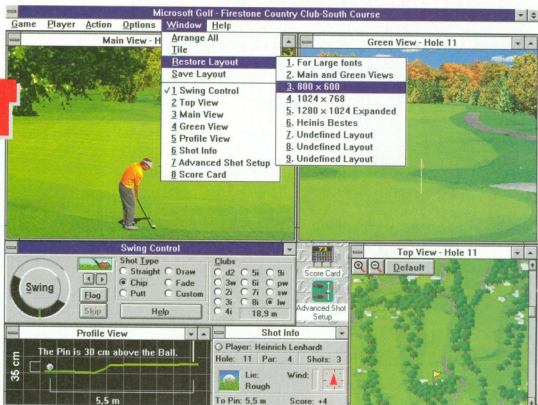 Microsoft Golf - Firestone Country Club-South Course
Game Player Action Options Window Help
Main View - H
Green View - Hole 11
Arrange All
Tile
Restore Layout
Save Layout
✓1 Swing Control
2 Top View
3 Main View
4 Green View
5 Profile View
6 Shot Info
7 Advanced Shot Setup
8 Score Card
1. For Large fonts
2. Main and Green Views
3. 800 x 600
4. 1024 x 768
5. 1280 x 1024 Expanded
6. Heinis Bestes
7. Undefined Layout
8. Undefined Layout
9. Undefined Layout
Swing Control
Swing
Flag
Skip
Shot Type
Straight Draw
Chip Fade
Putt Custom
Help
Clubs
d2 5i 9i
3w 6i pw
2i 7i sw
3i 8i lw
4i 18,9 m
Score Card
Advanced Shot
Setup
Top View - Hole 11
Default
Profile View
The Pin is 30 cm above the Ball.
35 cm
5,5 m
Shot Info
Player: Heinrich Lenhardt
Hole: 11 Par: 4 Shots: 3
Lie: Wind:
Rough
To Pin: 5,5 m Score: +4